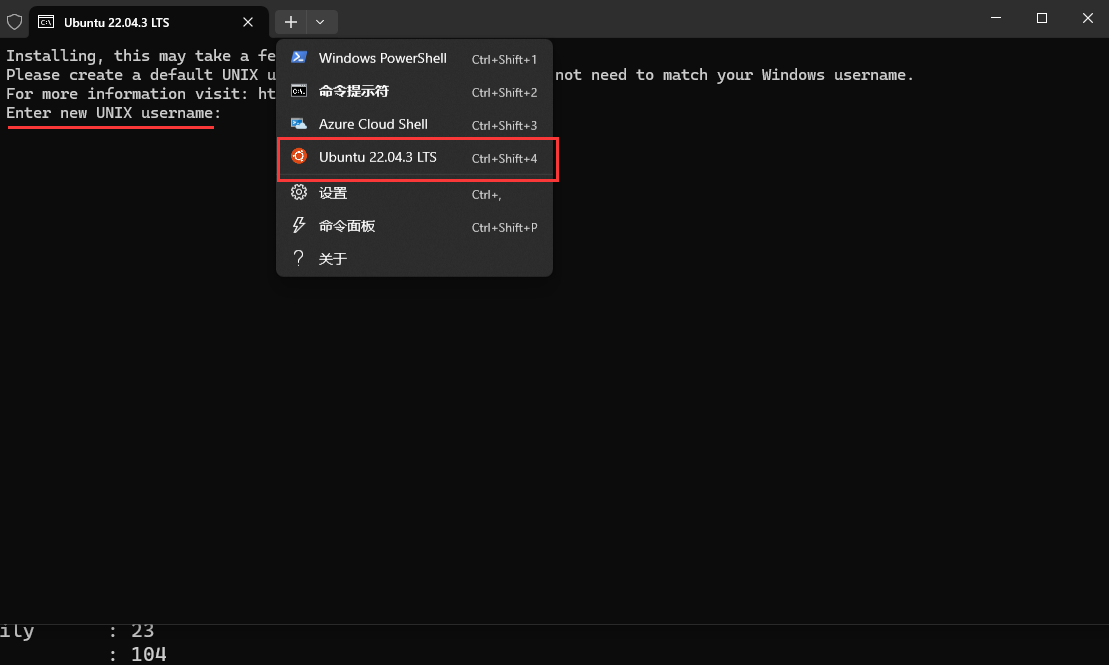 Ubuntu 22.04.3 LTS
Installing, this may take a fe
Please create a default UNIX u
not need to match your Windows username.
For more information visit: ht
Enter new UNIX username:
Windows PowerShell Ctrl+Shift+1
命令提示符 Ctrl+Shift+2
Azure Cloud Shell Ctrl+Shift+3
Ubuntu 22.04.3 LTS Ctrl+Shift+4
设置 Ctrl+,
命令面板 Ctrl+Shift+P
关于
ily : 23
: 104